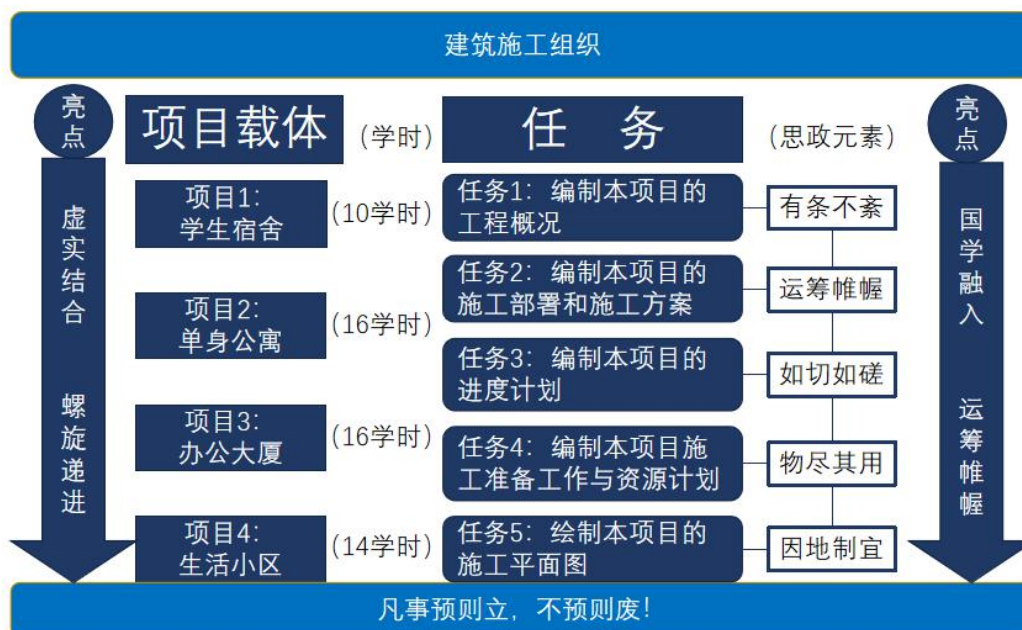 建筑施工组织
亮点
项目载体
(学时)
任 务
(思政元素)
亮点
虚实结合 螺旋递进
项目1:
学生宿舍
(10学时)
任务1：编制本项目的
工程概况
有条不紊
国学融入 运筹帷幄
任务2：编制本项目的
施工部署和施工方案
运筹帷幄
项目2:
单身公寓
(16学时)
任务3：编制本项目的
进度计划
如切如磋
项目3:
办公大厦
(16学时)
任务4：编制本项目施
工准备工作与资源计划
物尽其用
项目4:
生活小区
(14学时)
任务5：绘制本项目的
施工平面图
因地制宜
凡事预则立，不预则废!